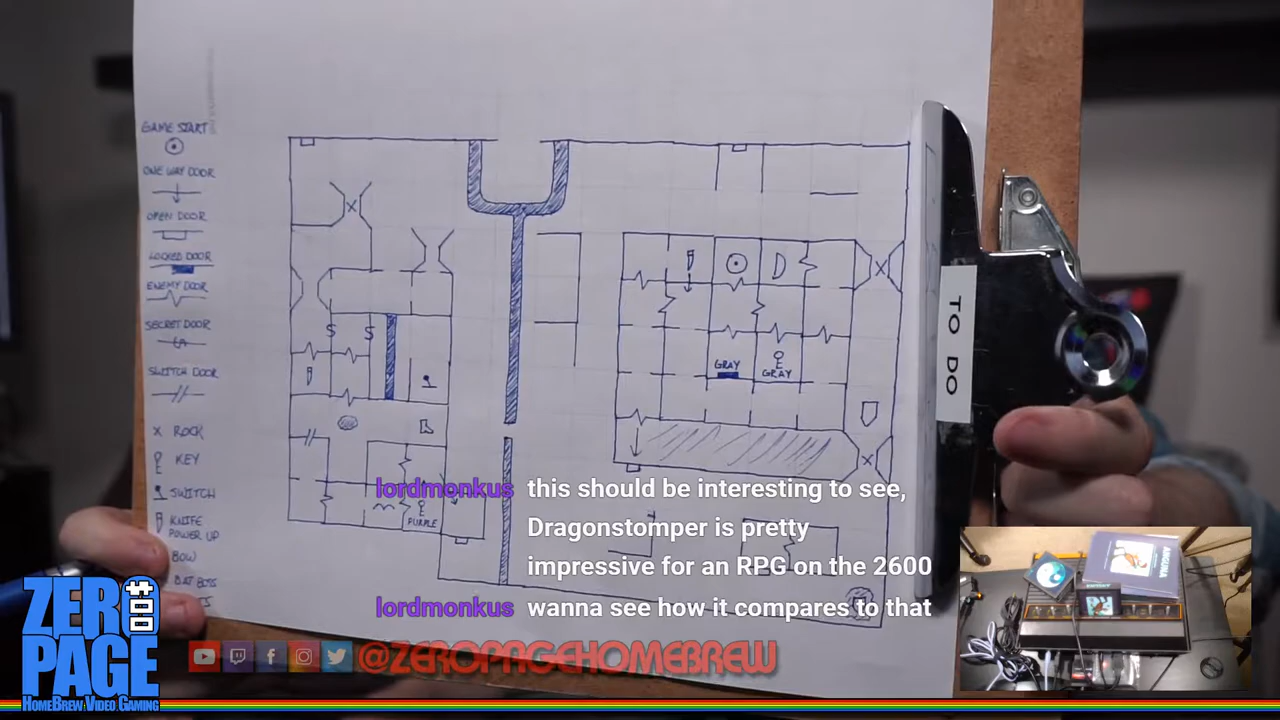 GAME START
ONE WAY DOOR
OPEN DOOR
LOCKED DOOR
ENEMY DOOR
SECRET DOOR
SWITCH DOOR
X ROCK
KEY
SWITCH
KNIFE
POWER UP
BOW
BAT BOYS
X
X
S S
GRAY
GRAY
X
PURPLE
TO DO
lordmonkus this should be interesting to see,
Dragonstomper is pretty
impressive for an RPG on the 2600
lordmonkus wanna see how it compares to that
ZERO
PAGE
HOMEBREW VIDEO GAMING
@ZEROPAGEHOMEBREW
ARGUNA